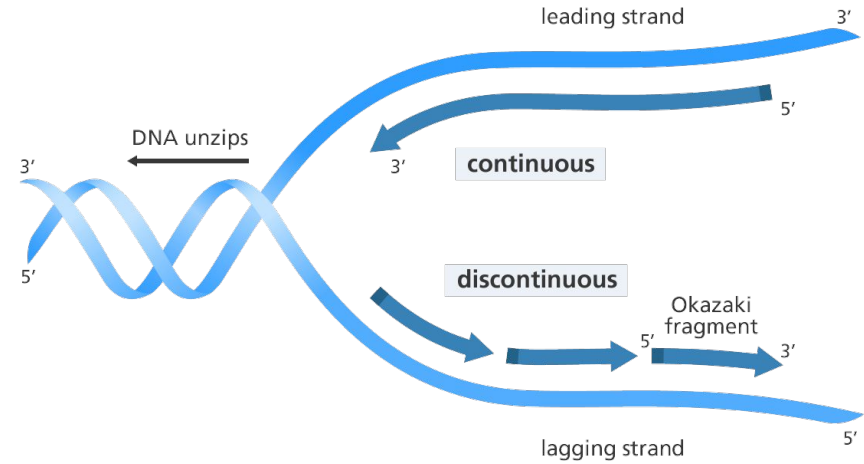 leading strand
3’
5’
DNA unzips
3’
3’
continuous
5’
discontinuous
Okazaki
fragment
5’
3’
5’
lagging strand